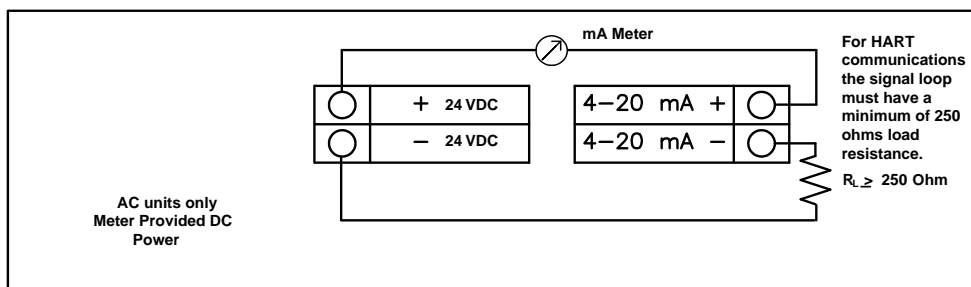 mA Meter
+ 24 VDC
− 24 VDC
4−20 mA +
4−20 mA −
For HART
communications
the signal loop
must have a
minimum of 250
ohms load
resistance.
RL ≥ 250 Ohm
AC units only
Meter Provided DC
Power